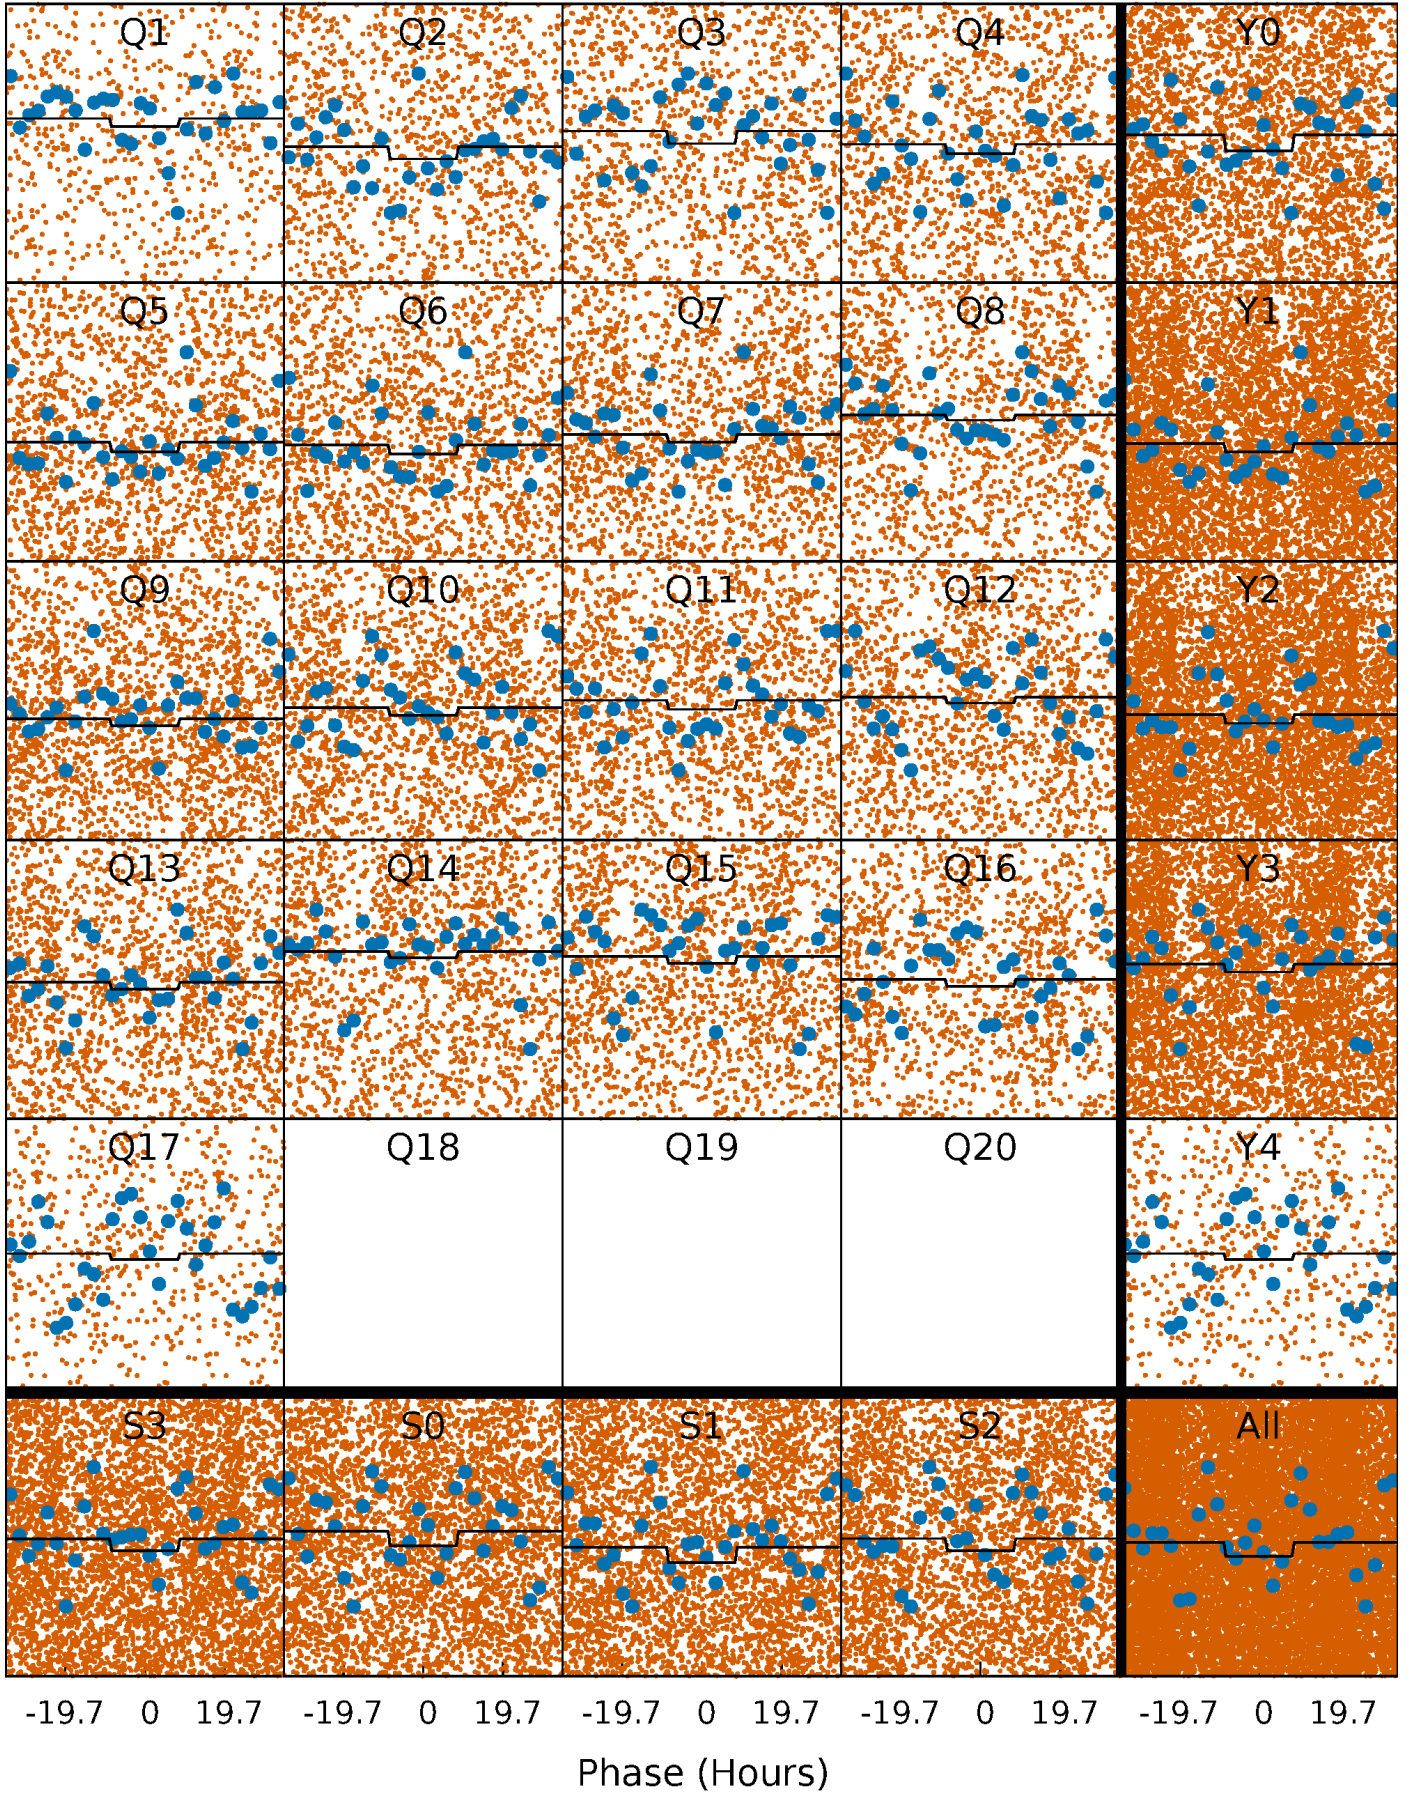 Q1 Q2 Q3 Q4 Y0
Q5 Q6 Q7 Q8 Y1
Q9 Q10 Q11 Q12 Y2
Q13 Q14 Q15 Q16 Y3
Q17 Q18 Q19 Q20 Y4
S3 S0 S1 S2 All
-19.7 0 19.7 -19.7 0 19.7 -19.7 0 19.7 -19.7 0 19.7 -19.7 0 19.7
Phase (Hours)